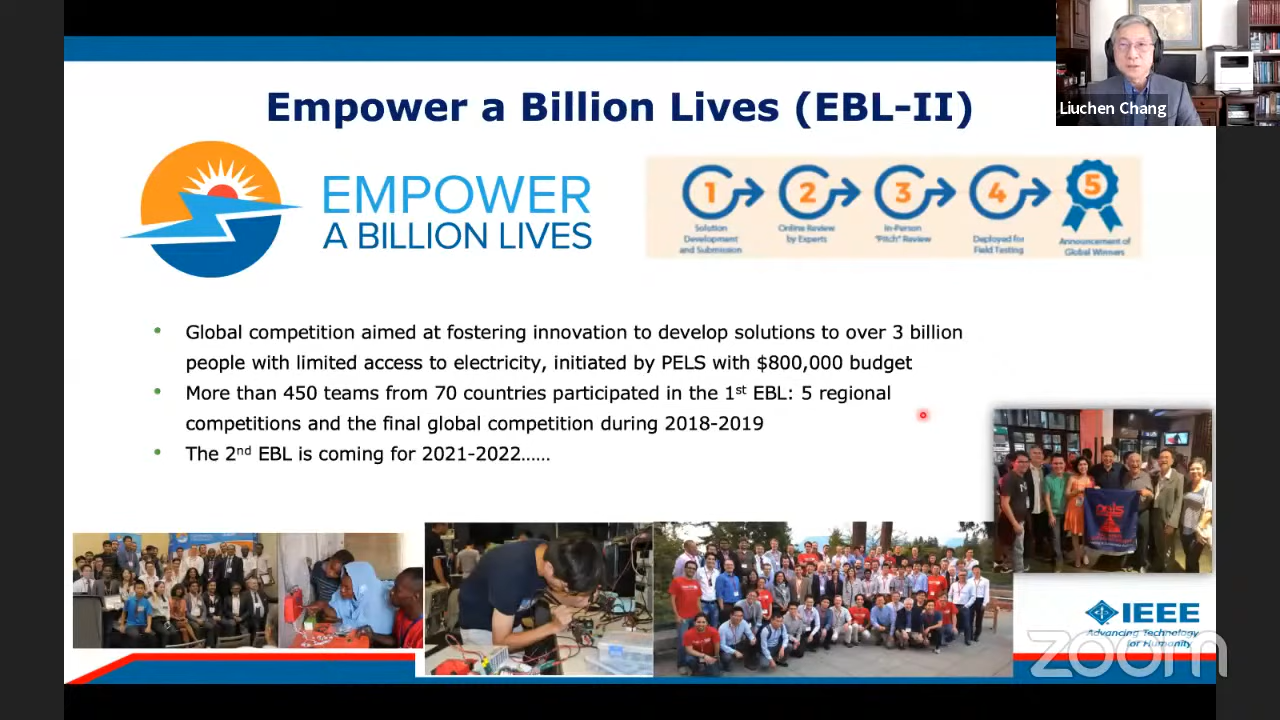 Liuchen Chang
Empower a Billion Lives (EBL-II)
EMPOWER
A BILLION LIVES
1
Solution
Development
and Submission
2
Online Review
by Experts
3
In-Person
"Pitch" Review
4
Deployed for
Field Testing
5
Announcement of
Global Winners
• Global competition aimed at fostering innovation to develop solutions to over 3 billion
people with limited access to electricity, initiated by PELS with $800,000 budget
• More than 450 teams from 70 countries participated in the 1st EBL: 5 regional
competitions and the final global competition during 2018-2019
• The 2nd EBL is coming for 2021-2022......
pels
IEEE
Advancing Technology
for Humanity
zoom